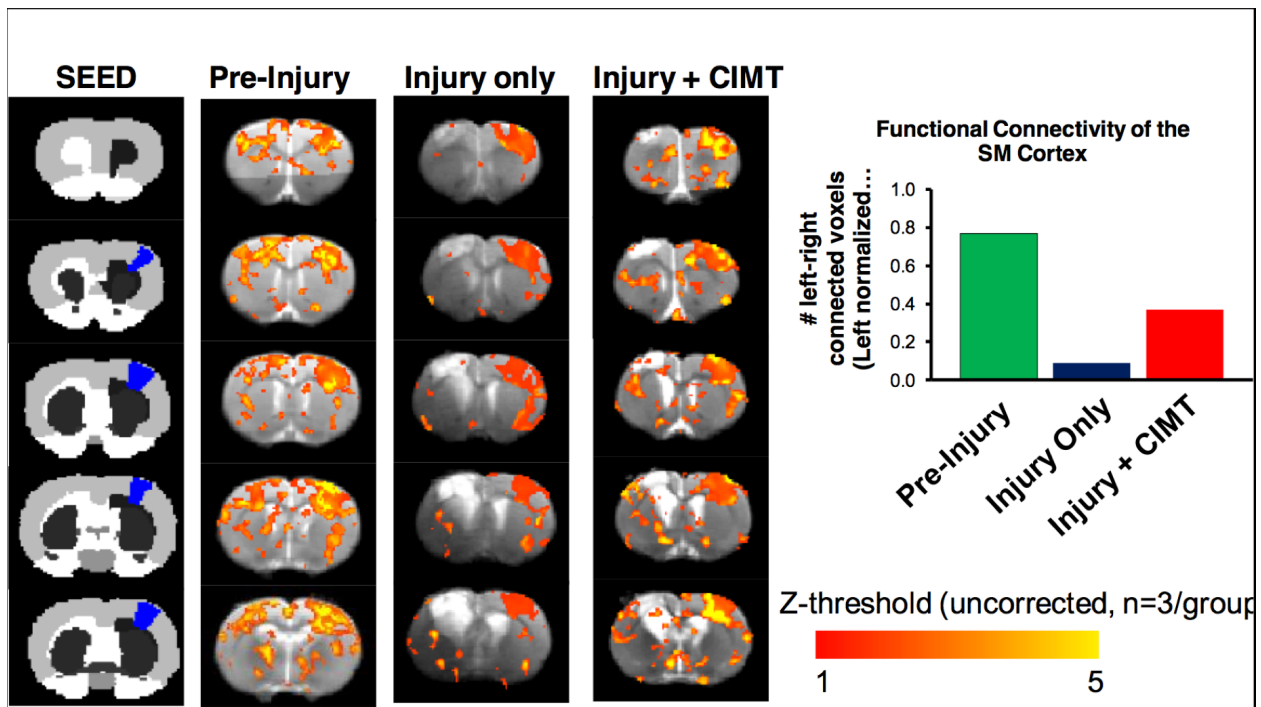 SEED
Pre-Injury
Injury only
Injury + CIMT
Functional Connectivity of the
SM Cortex
# left-right
connected voxels
(Left normalized…
1.0
0.8
0.6
0.4
0.2
0.0
Pre-Injury
Injury Only
Injury + CIMT
Z-threshold (uncorrected, n=3/group
1
5